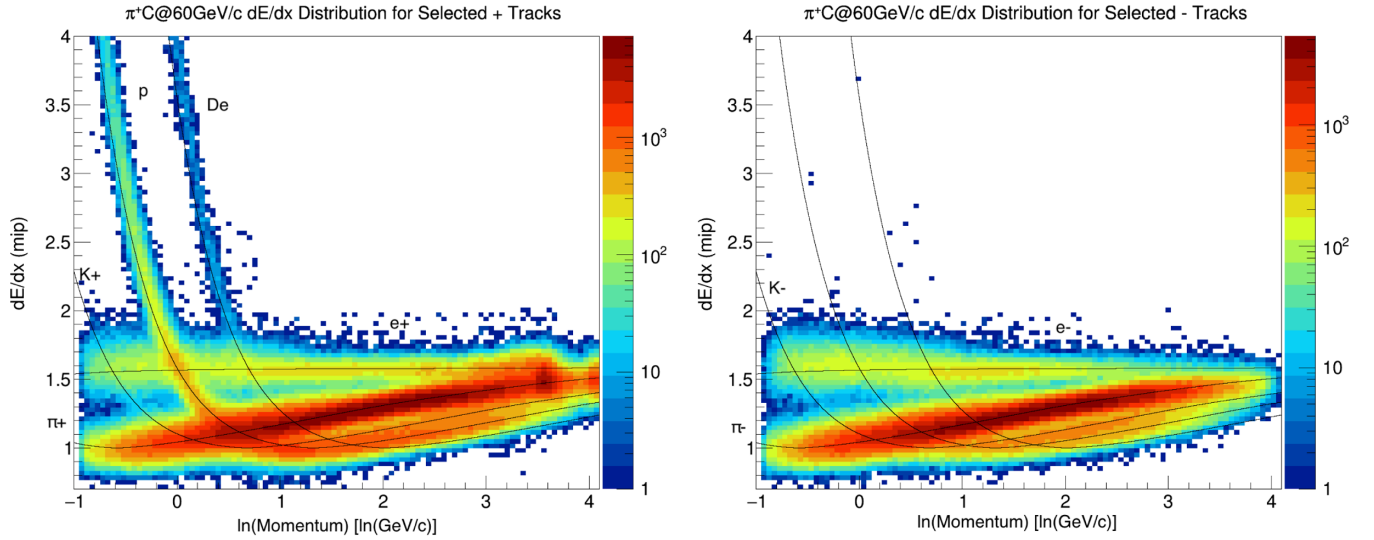 π⁺C@60GeV/c dE/dx Distribution for Selected + Tracks
dE/dx (mip)
4
3.5
3
2.5
2
1.5
1
p
De
K+
e+
π+
−1 0 1 2 3 4
ln(Momentum) [ln(GeV/c)]
10³
10²
10
1
π⁺C@60GeV/c dE/dx Distribution for Selected - Tracks
dE/dx (mip)
4
3.5
3
2.5
2
1.5
1
K-
e-
π-
−1 0 1 2 3 4
ln(Momentum) [ln(GeV/c)]
10³
10²
10
1